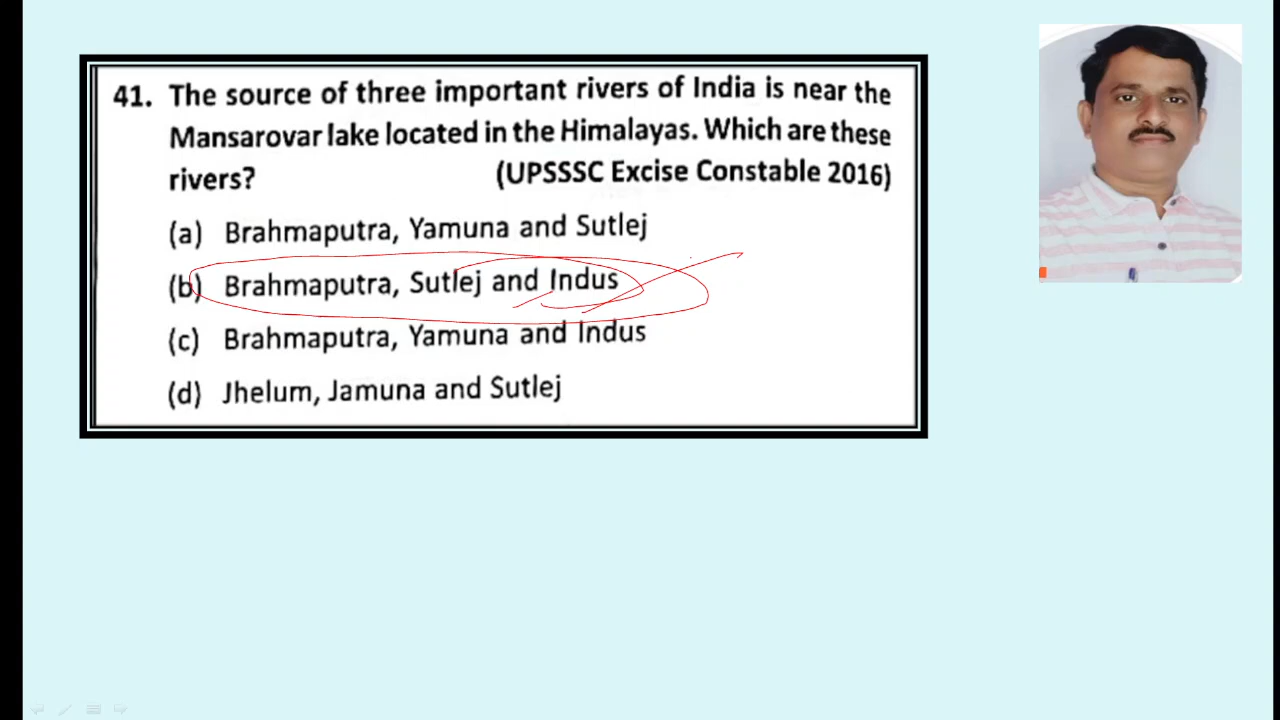 41. The source of three important rivers of India is near the
Mansarovar lake located in the Himalayas. Which are these
rivers? (UPSSSC Excise Constable 2016)
(a) Brahmaputra, Yamuna and Sutlej
(b) Brahmaputra, Sutlej and Indus
(c) Brahmaputra, Yamuna and Indus
(d) Jhelum, Jamuna and Sutlej